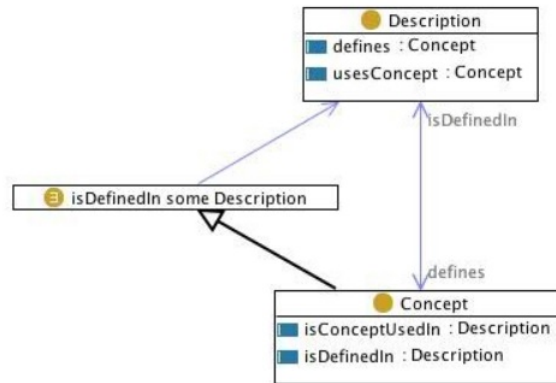 Description
defines : Concept
usesConcept : Concept
isDefinedIn
isDefinedIn some Description
defines
Concept
isConceptUsedIn : Description
isDefinedIn : Description